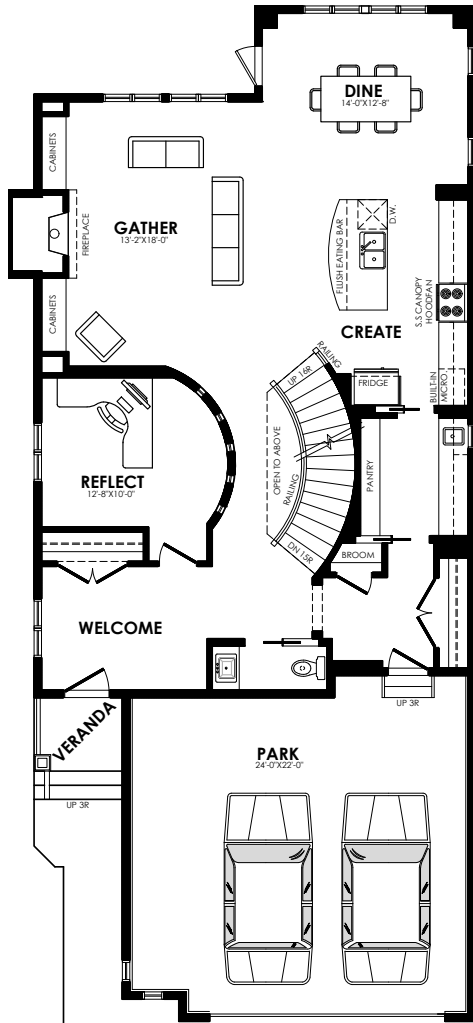 DINE
14'-0"X12'-8"
CABINETS
FIREPLACE
CABINETS
GATHER
13'-2"X18'-0"
FLUSH EATING BAR
D.W.
S.S CANOPY
HOODFAN
CREATE
RAILING
UP 16R
FRIDGE
BUILT-IN
MICRO.
OPEN TO ABOVE
RAILING
DN 15R
PANTRY
BROOM
REFLECT
12'-8"X10'-0"
WELCOME
VERANDA
UP 3R
UP 3R
PARK
24'-0"X22'-0"